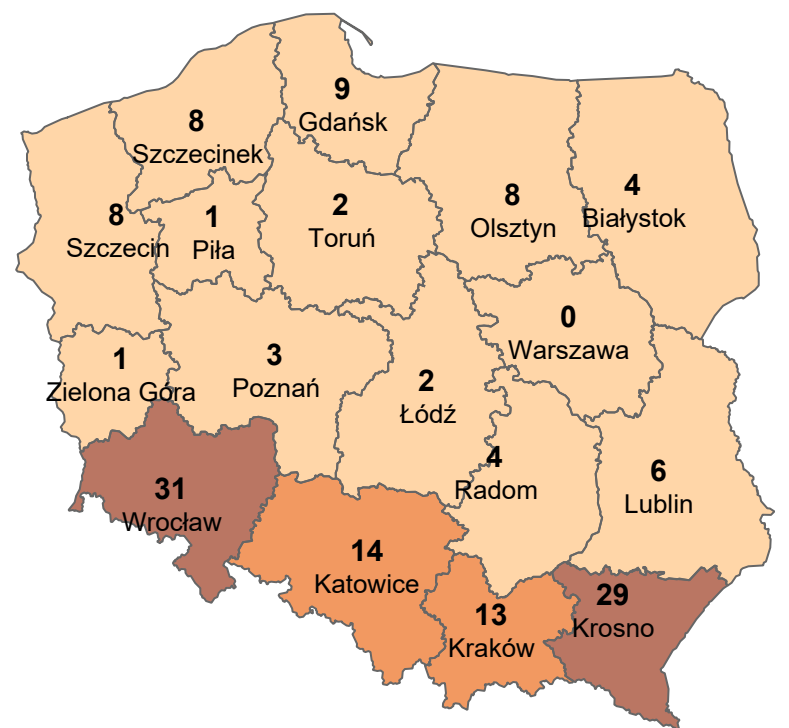 9
Gdańsk
8
Szczecinek
4
Białystok
8
Olsztyn
2
Toruń
1
Piła
8
Szczecin
0
Warszawa
3
Poznań
1
Zielona Góra
2
Łódź
4
Radom
6
Lublin
31
Wrocław
14
Katowice
13
Kraków
29
Krosno